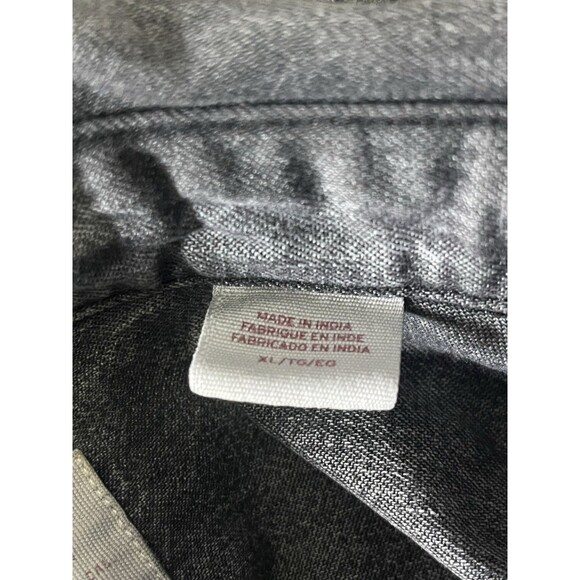 MADE IN INDIA
FABRIQUE EN INDE
FABRICADO EN INDIA
XL/TG/EG